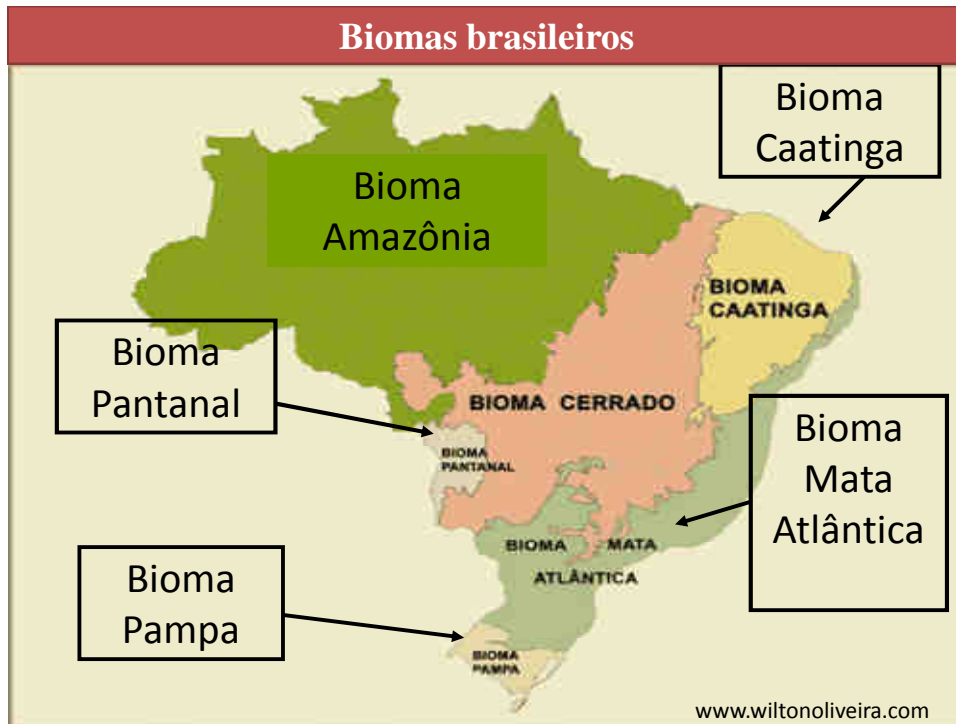 Biomas brasileiros
Bioma
Caatinga
Bioma
Amazônia
BIOMA
CAATINGA
Bioma
Pantanal
BIOMA CERRADO
BIOMA
PANTANAL
Bioma
Mata
Atlântica
BIOMA MATA
ATLÂNTICA
Bioma
Pampa
BIOMA
PAMPA
www.wiltonoliveira.com